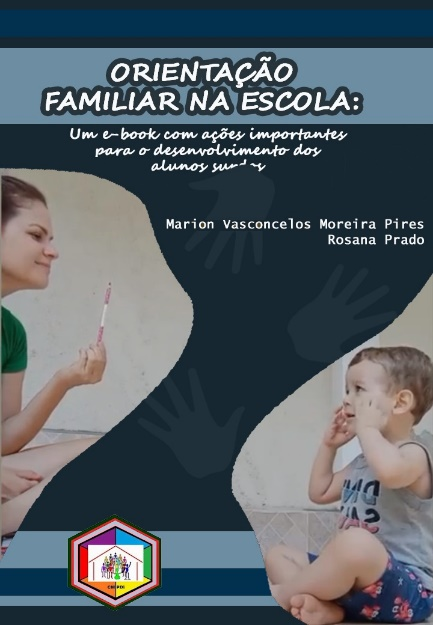 ORIENTAÇÃO
FAMILIAR NA ESCOLA:
Um e-book com ações importantes
para o desenvolvimento dos
alunos surdos
Marion Vasconcelos Moreira Pires
Rosana Prado